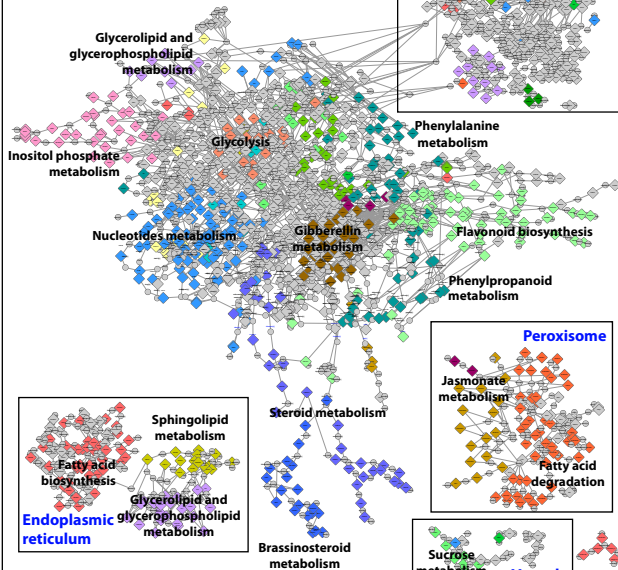 Glycerolipid and
glycerophospholipid
metabolism
Glycolysis
Phenylalanine
metabolism
Inositol phosphate
metabolism
Nucleotides metabolism
Gibberellin
metabolism
Flavonoid biosynthesis
Phenylpropanoid
metabolism
Peroxisome
Jasmonate
metabolism
Fatty acid
degradation
Steroid metabolism
Sphingolipid
metabolism
Fatty acid
biosynthesis
Glycerolipid and
glycerophospholipid
metabolism
Endoplasmic
reticulum
Brassinosteroid
metabolism
Sucrose
metabolism